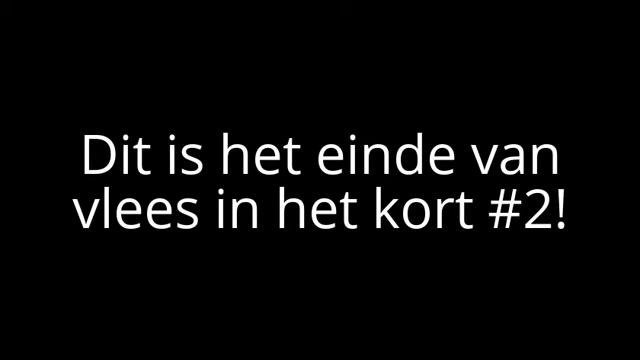 Dit is het einde van
vlees in het kort #2!